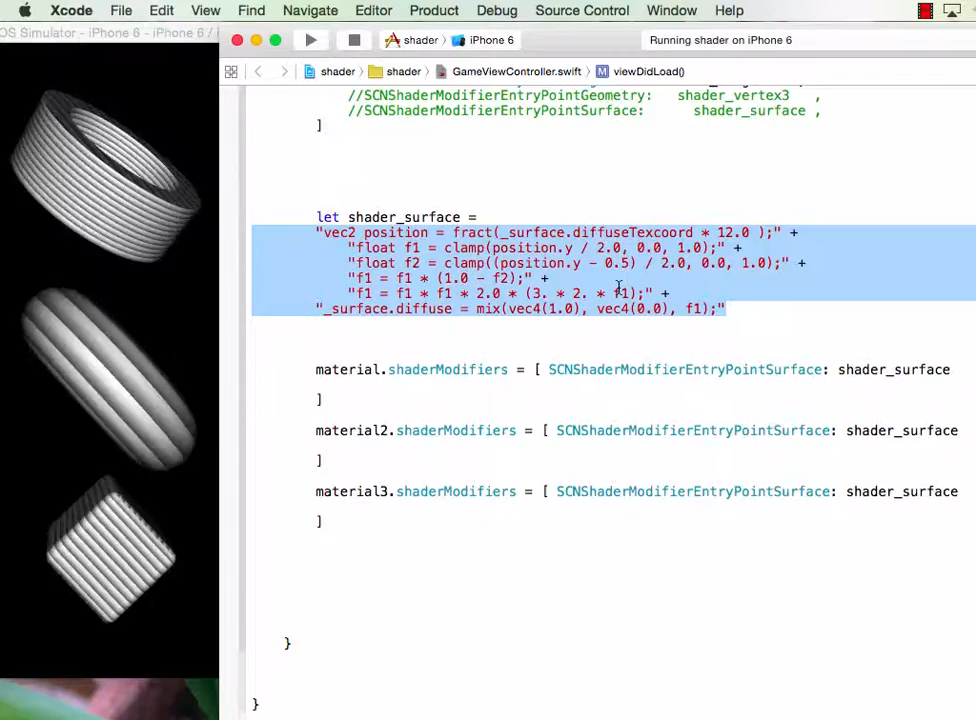 Xcode File Edit View Find Navigate Editor Product Debug Source Control Window Help
OS Simulator - iPhone 6 - iPhone 6 /
shader iPhone 6 Running shader on iPhone 6
shader shader GameViewController.swift M viewDidLoad()
//SCNShaderModifierEntryPointGeometry: shader_vertex3 ,
//SCNShaderModifierEntryPointSurface: shader_surface ,
]
let shader_surface =
"vec2 position = fract(_surface.diffuseTexcoord * 12.0 );" +
"float f1 = clamp(position.y / 2.0, 0.0, 1.0);" +
"float f2 = clamp((position.y - 0.5) / 2.0, 0.0, 1.0);" +
"f1 = f1 * (1.0 - f2);" +
"f1 = f1 * f1 * 2.0 * (3. * 2. * f1);" +
"_surface.diffuse = mix(vec4(1.0), vec4(0.0), f1);"
material.shaderModifiers = [ SCNShaderModifierEntryPointSurface: shader_surface
]
material2.shaderModifiers = [ SCNShaderModifierEntryPointSurface: shader_surface
]
material3.shaderModifiers = [ SCNShaderModifierEntryPointSurface: shader_surface
]
}
}